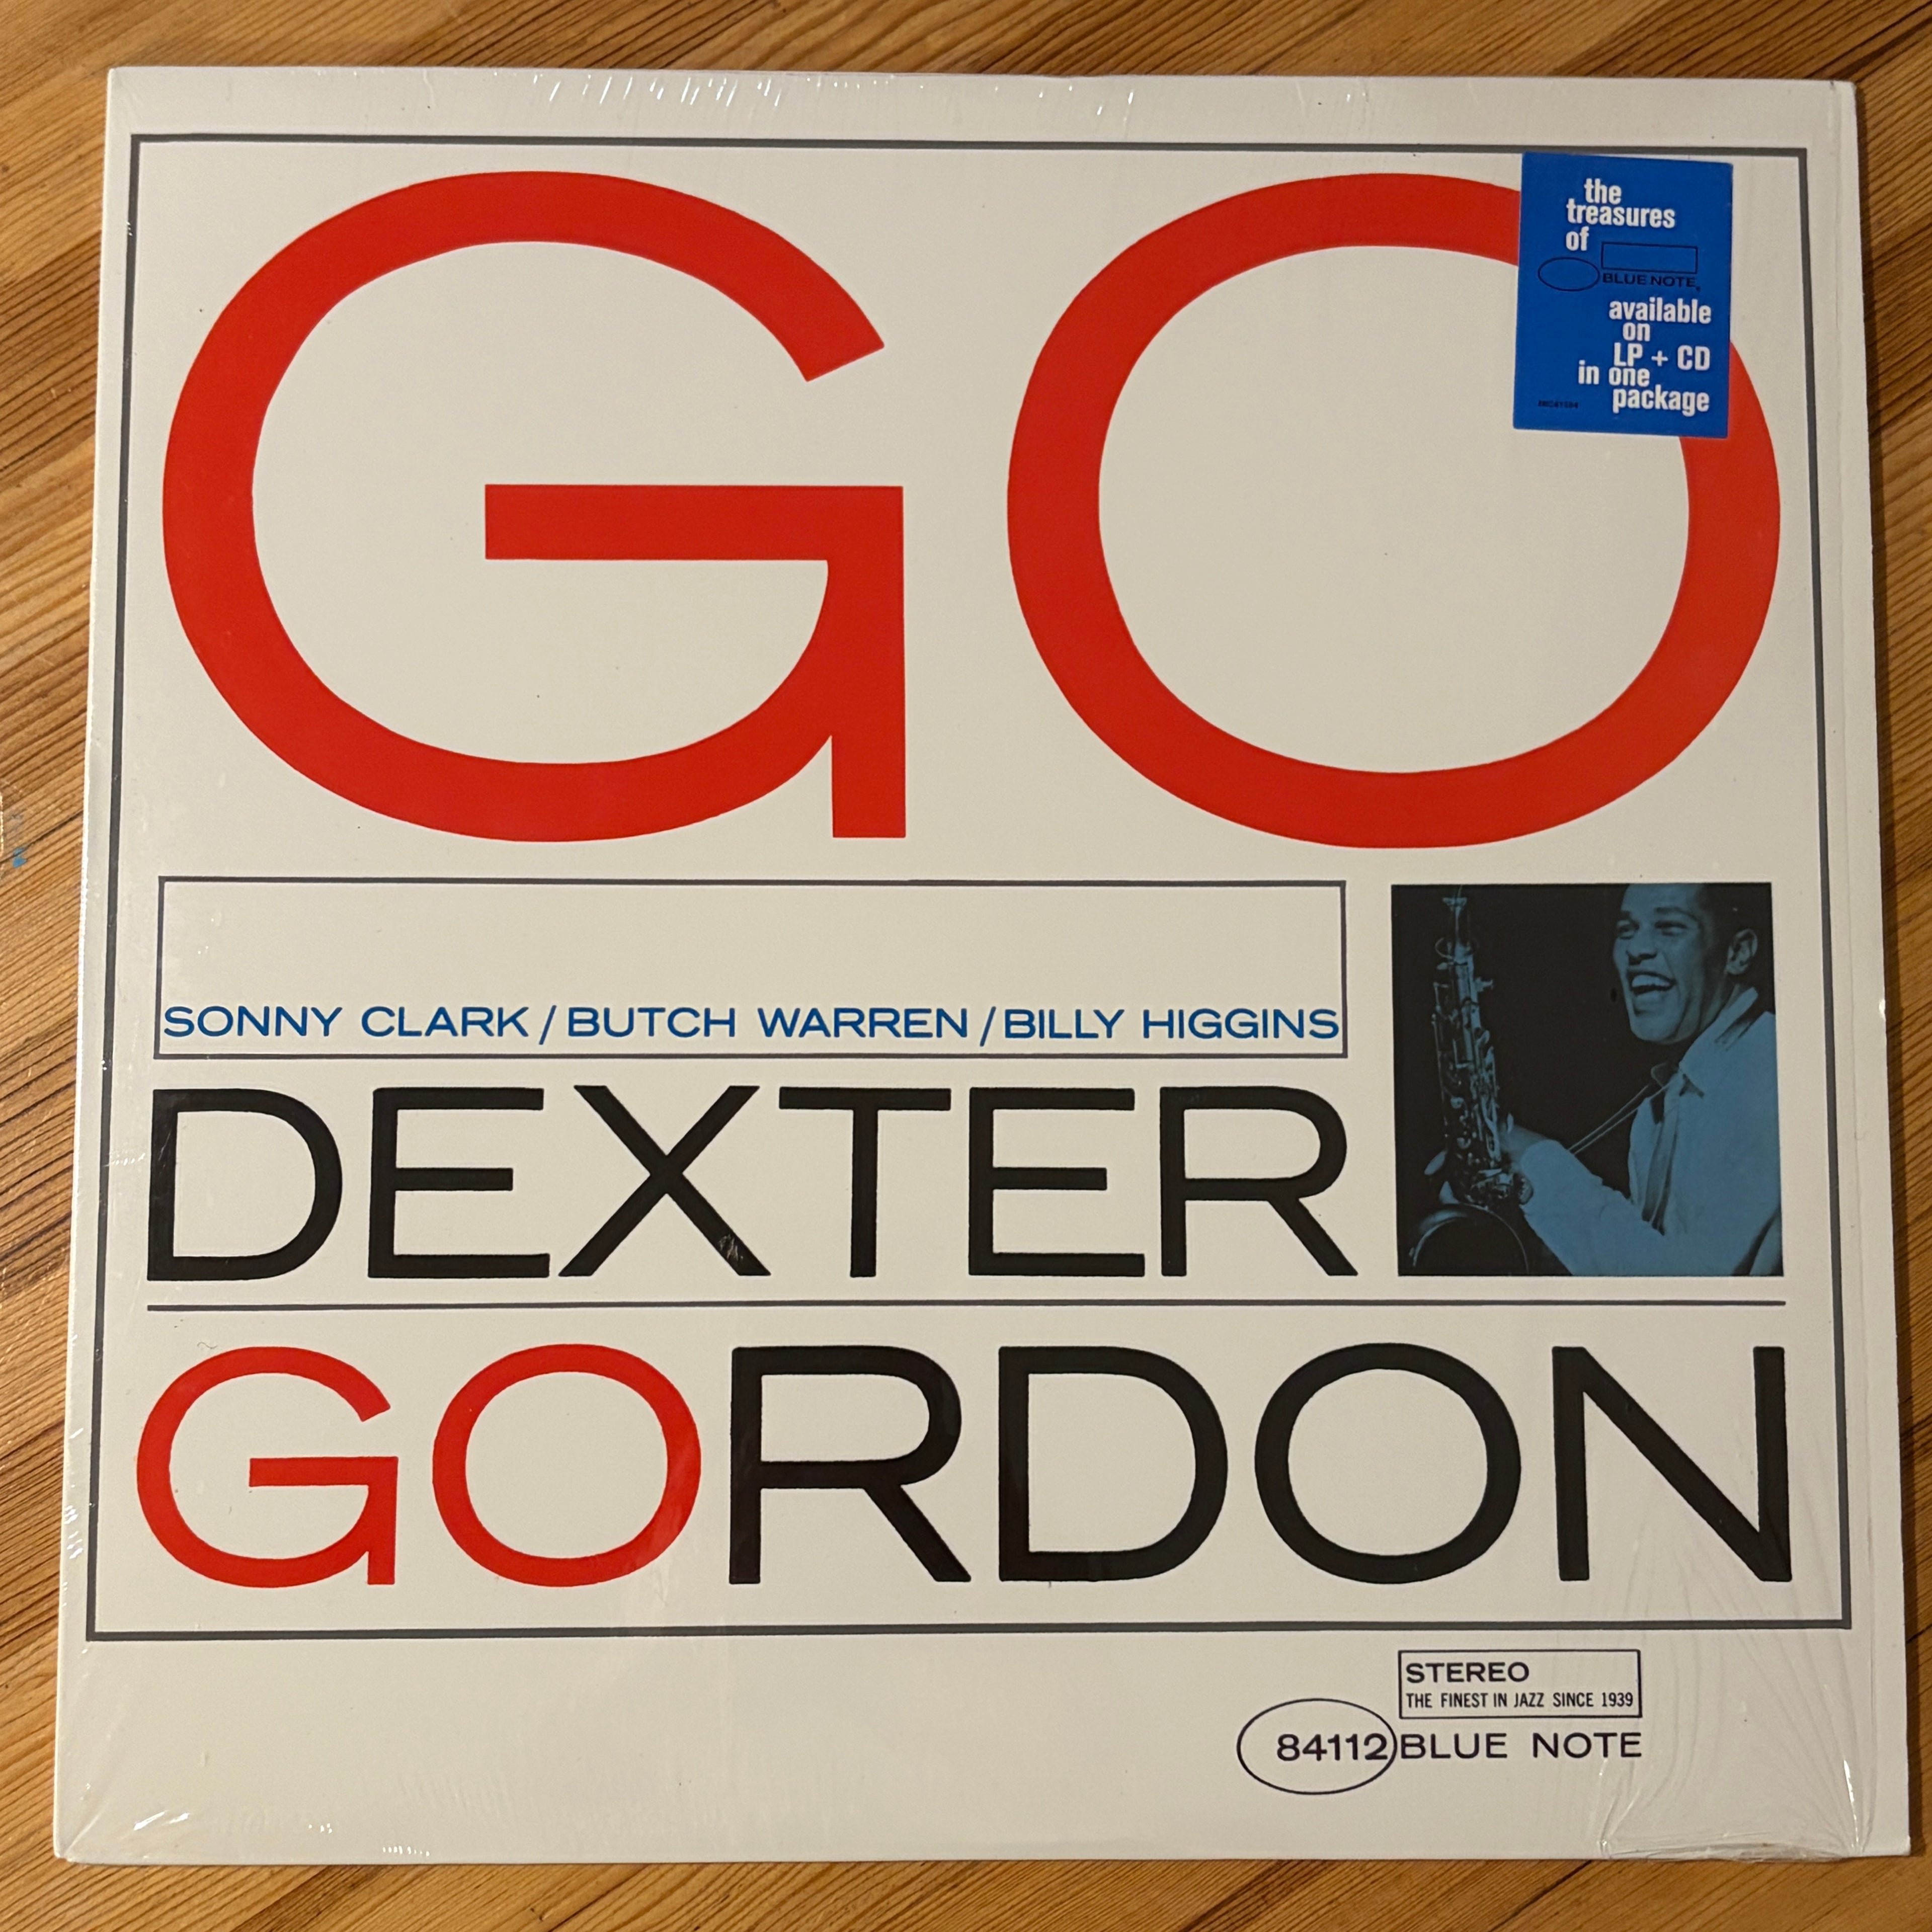 GO
the
treasures
of
BLUE NOTE
available
on
LP + CD
in one
package
SONNY CLARK / BUTCH WARREN / BILLY HIGGINS
DEXTER
GORDON
STEREO
THE FINEST IN JAZZ SINCE 1939
84112 BLUE NOTE